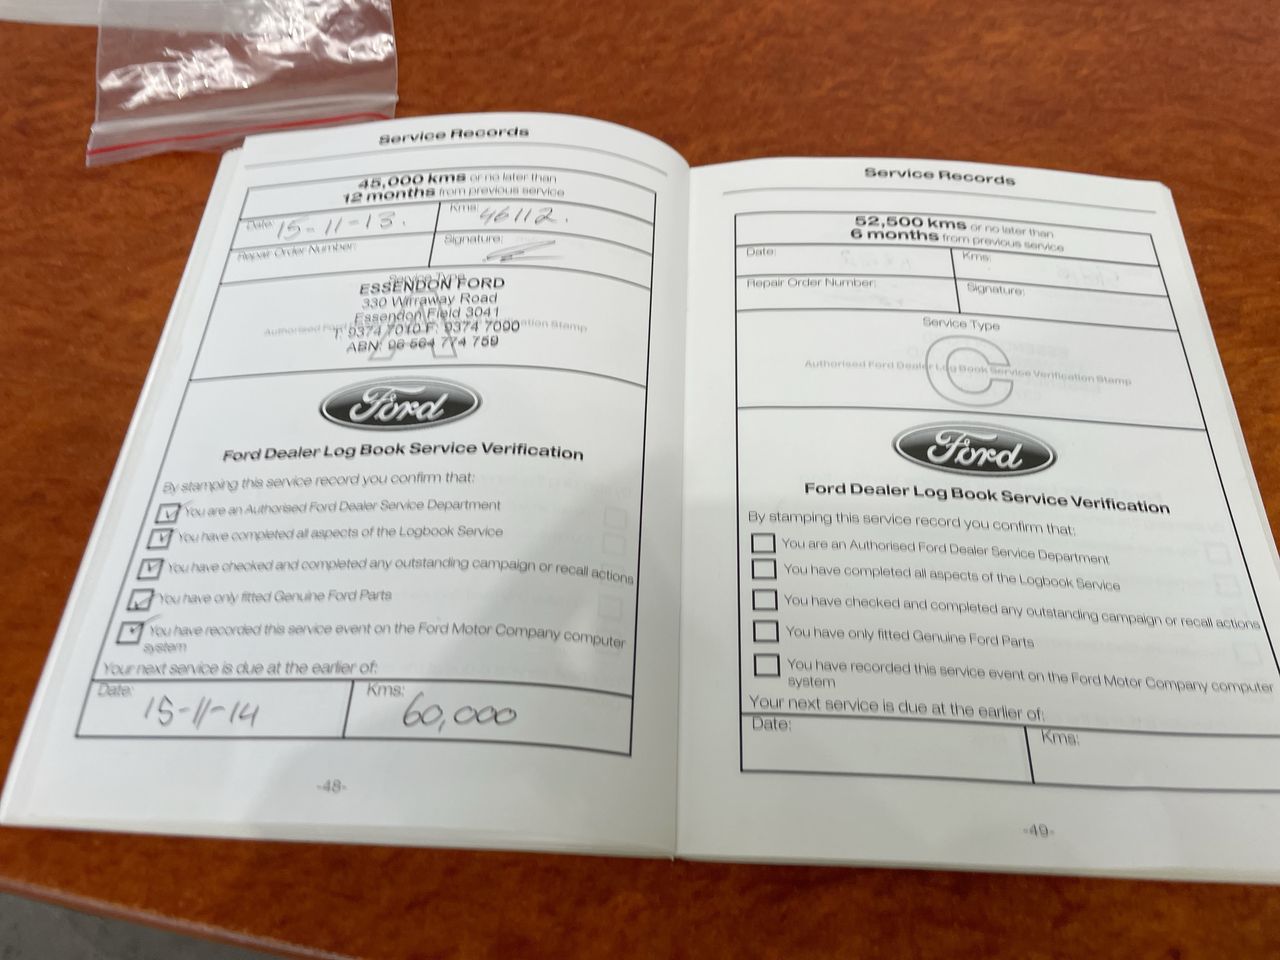 Service Records
45,000 kms or no later than
12 months from previous service
Date: 15-11-13.
Kms: 46112.
Repair Order Number:
Signature:
Service Type
ESSENDON FORD
330 Wirraway Road
Essendon Field 3041
T: 9374 7010 F: 9374 7000
ABN: 96 564 774 759
Ford
Ford Dealer Log Book Service Verification
By stamping this service record you confirm that:
You are an Authorised Ford Dealer Service Department
You have completed all aspects of the Logbook Service
You have checked and completed any outstanding campaign or recall actions
You have only fitted Genuine Ford Parts
You have recorded this service event on the Ford Motor Company computer
system
Your next service is due at the earlier of:
Date: 15-11-14
Kms: 60,000
-48-
Service Records
52,500 kms or no later than
6 months from previous service
Date:
Kms:
Repair Order Number:
Signature:
Service Type
C
Authorised Ford Dealer Log Book Service Verification Stamp
Ford
Ford Dealer Log Book Service Verification
By stamping this service record you confirm that:
You are an Authorised Ford Dealer Service Department
You have completed all aspects of the Logbook Service
You have checked and completed any outstanding campaign or recall actions
You have only fitted Genuine Ford Parts
You have recorded this service event on the Ford Motor Company computer
system
Your next service is due at the earlier of:
Date:
Kms:
-49-